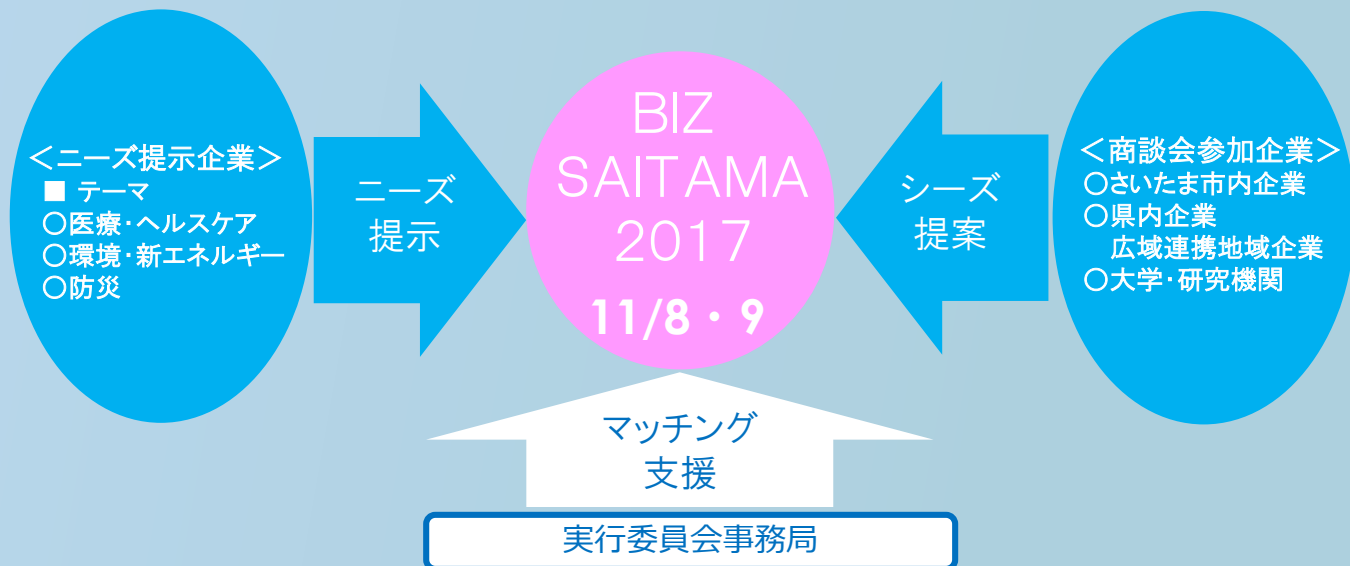 ＜ニーズ提示企業＞
■ テーマ
○医療・ヘルスケア
○環境・新エネルギー
○防災
ニーズ
提示
BIZ
SAITAMA
2017
11/8・9
シーズ
提案
＜商談会参加企業＞
○さいたま市内企業
○県内企業
広域連携地域企業
○大学・研究機関
マッチング
支援
実行委員会事務局